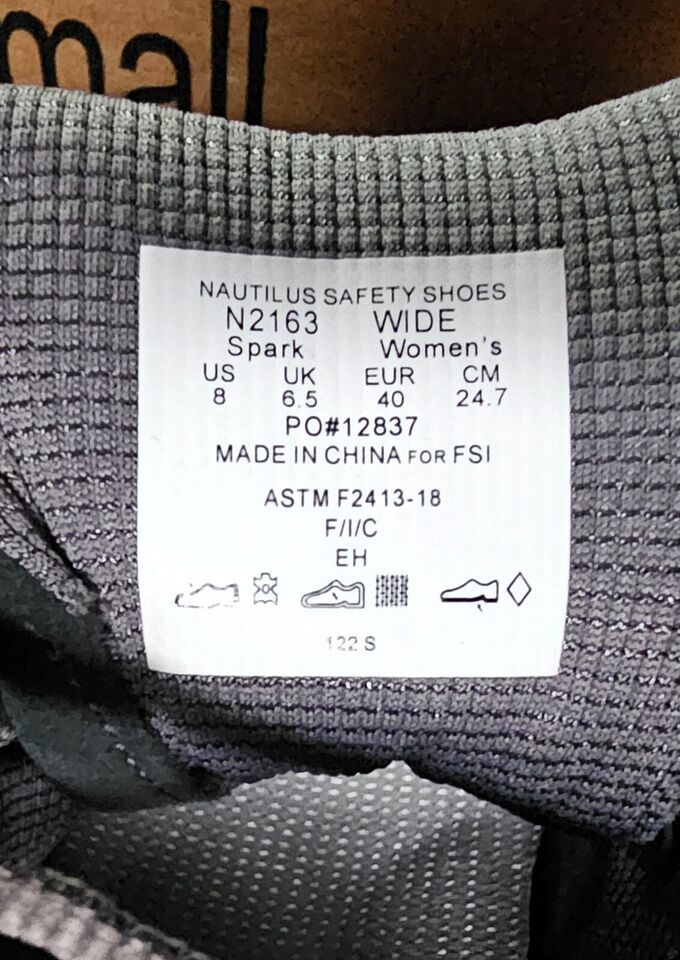 mall
NAUTILUS SAFETY SHOES
N2163 WIDE
Spark Women's
US UK EUR CM
8 6.5 40 24.7
PO#12837
MADE IN CHINA FOR FSI
ASTM F2413-18
F/I/C
EH
122 S